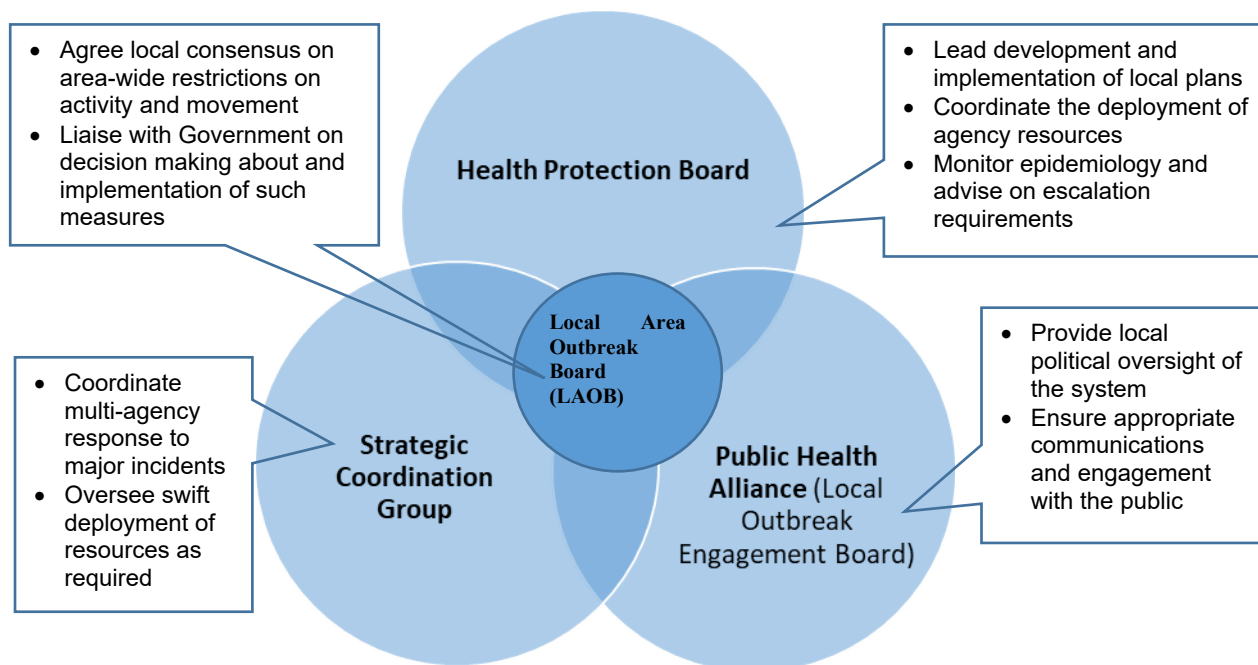 • Agree local consensus on
area-wide restrictions on
activity and movement
• Liaise with Government on
decision making about and
implementation of such
measures
• Lead development and
implementation of local plans
• Coordinate the deployment of
agency resources
• Monitor epidemiology and
advise on escalation
requirements
Health Protection Board
Local Area
Outbreak
Board
(LAOB)
• Coordinate
multi-agency
response to
major incidents
• Oversee swift
deployment of
resources as
required
Strategic
Coordination
Group
Public Health
Alliance (Local
Outbreak
Engagement Board)
• Provide local
political oversight of
the system
• Ensure appropriate
communications
and engagement
with the public